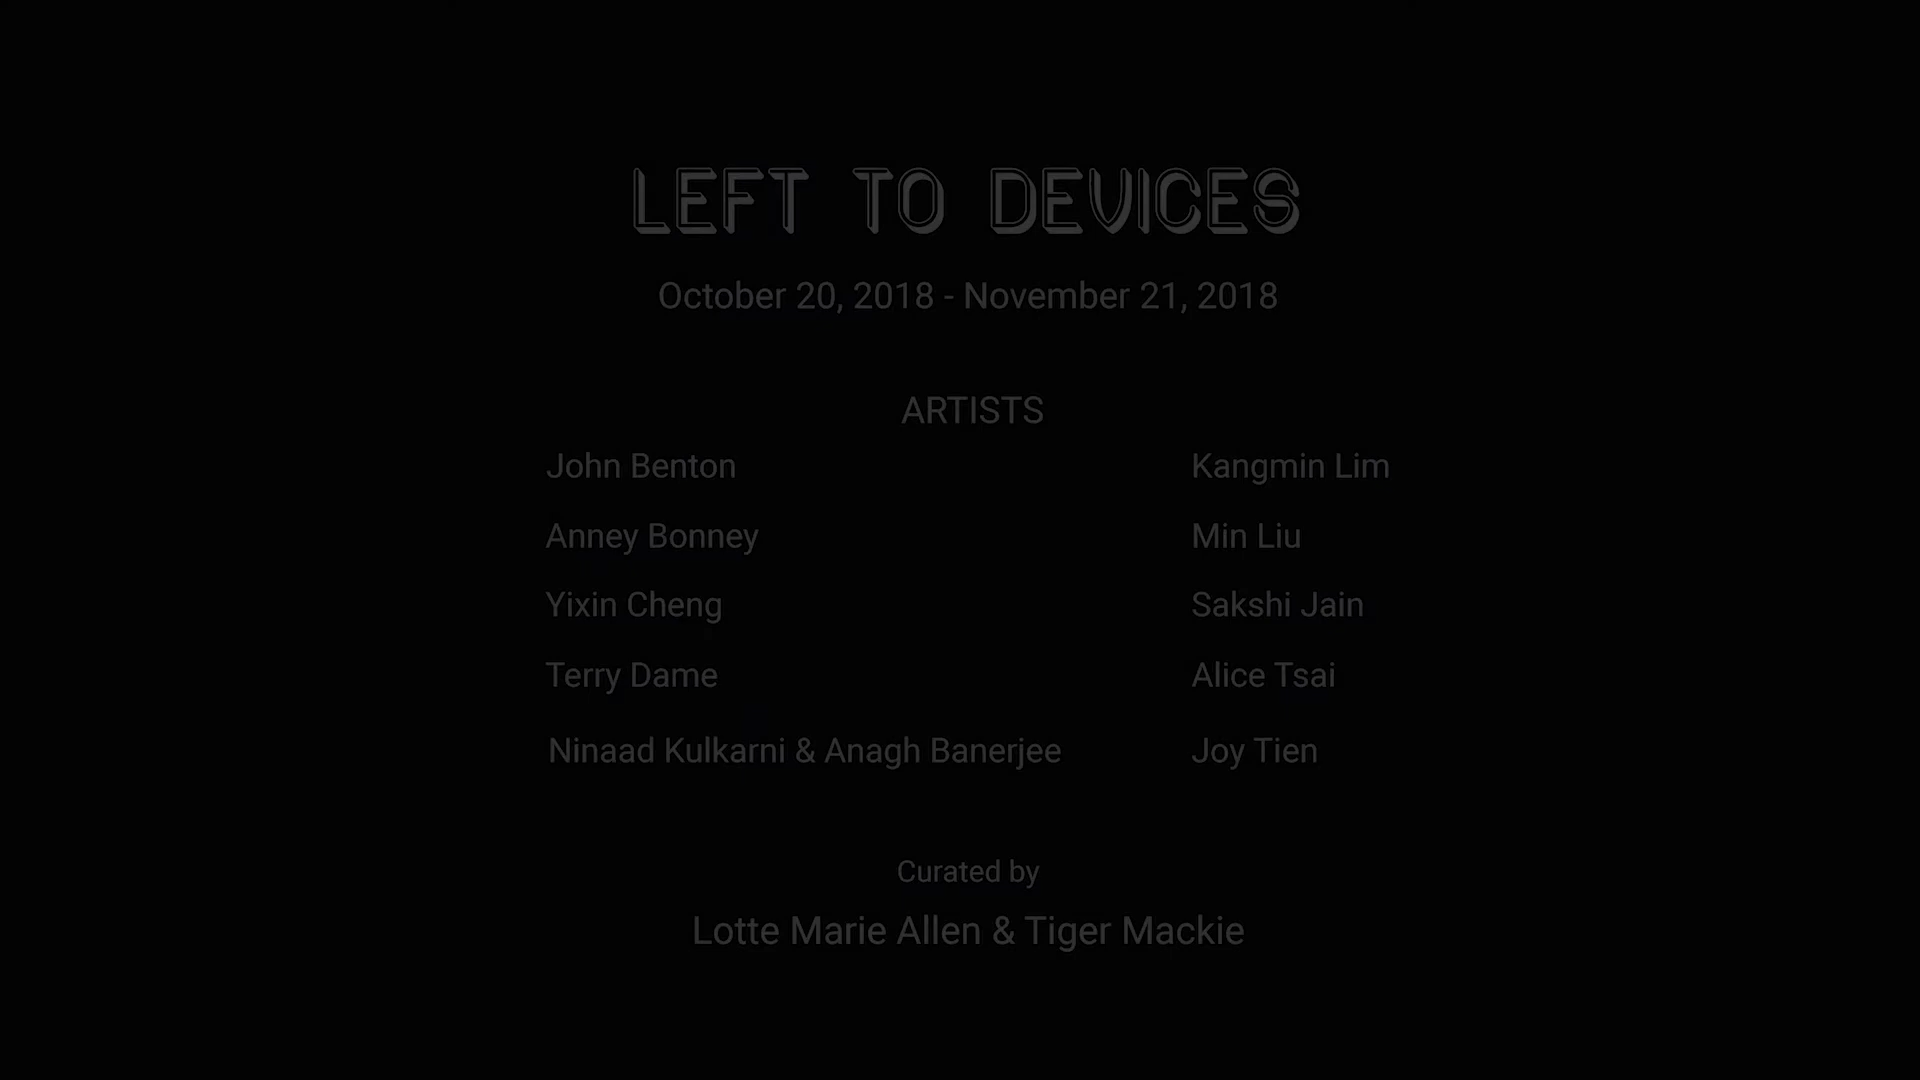 LEFT TO DEVICES
October 20, 2018 - November 21, 2018
ARTISTS
John Benton
Anney Bonney
Yixin Cheng
Terry Dame
Ninaad Kulkarni & Anagh Banerjee
Kangmin Lim
Min Liu
Sakshi Jain
Alice Tsai
Joy Tien
Curated by
Lotte Marie Allen & Tiger Mackie